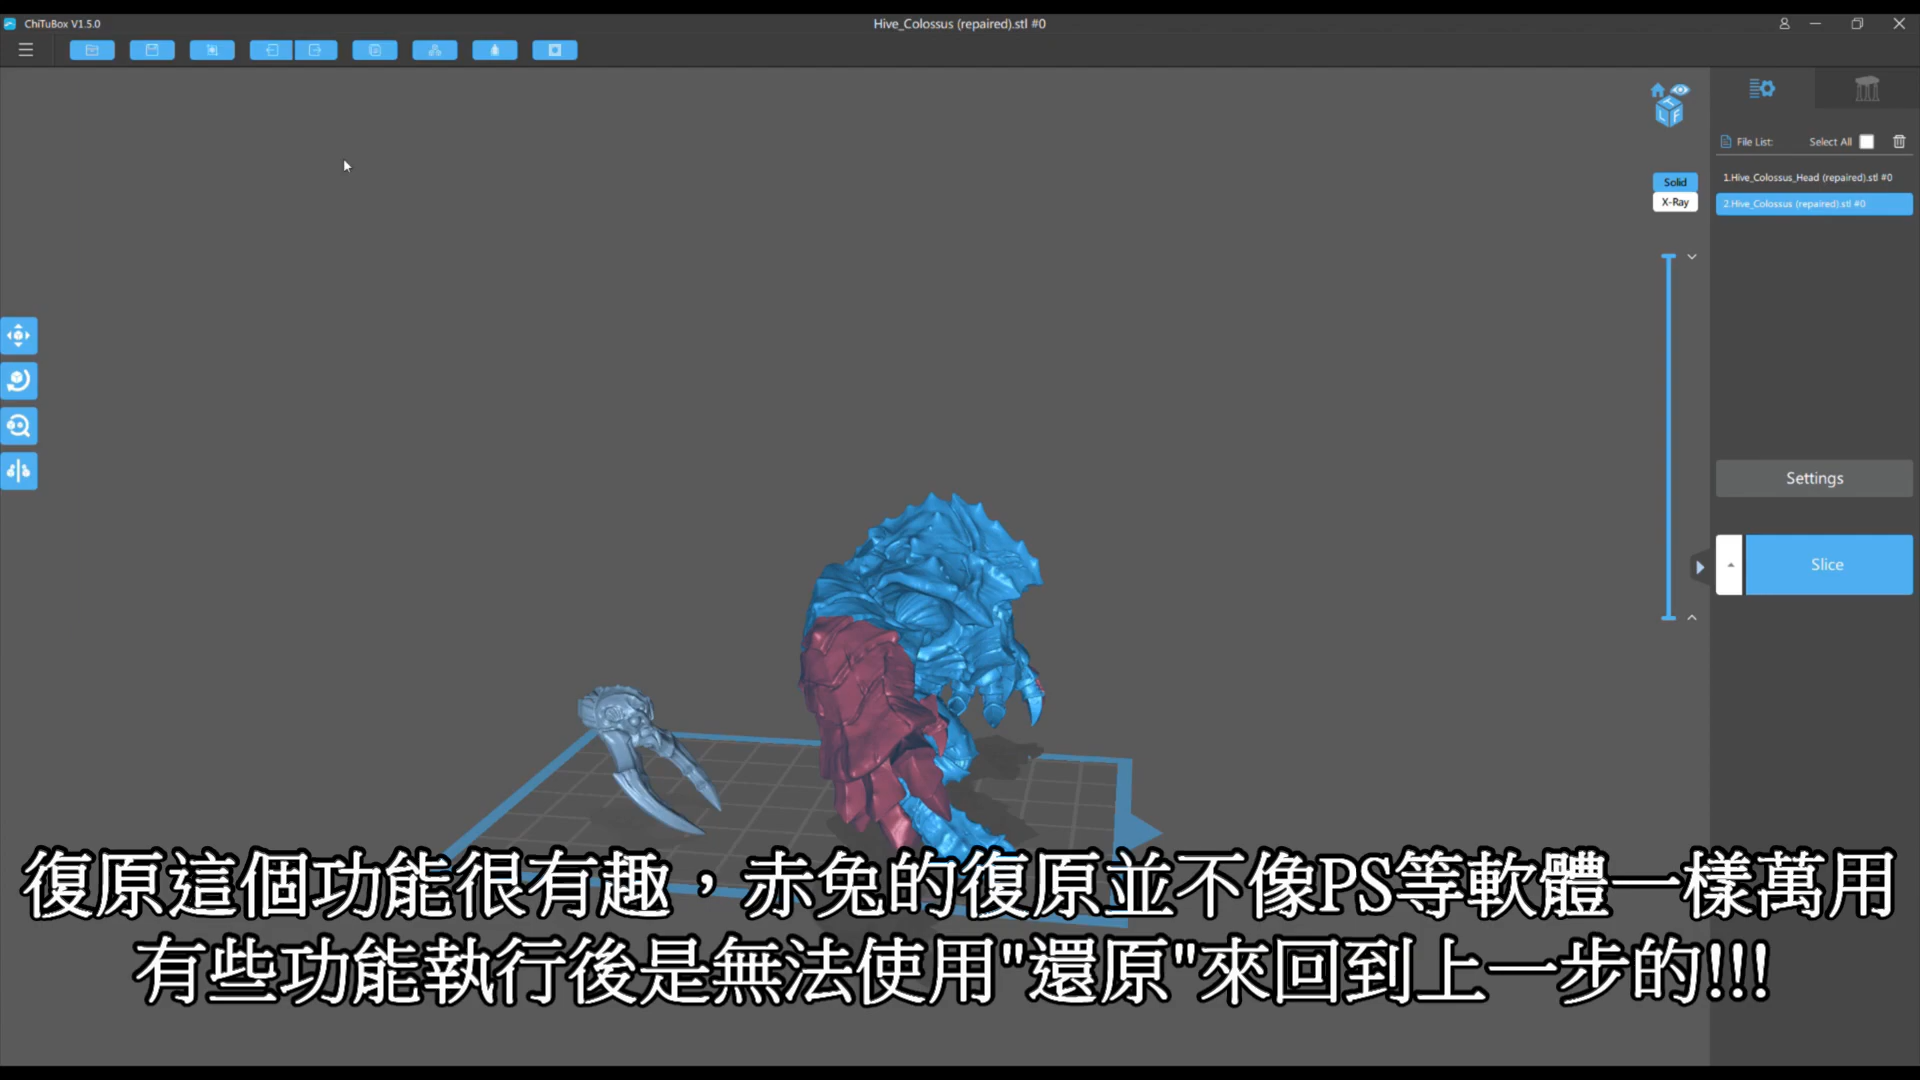 ChiTuBox V1.5.0
Hive_Colossus (repaired).stl #0
File List:
Select All
1.Hive_Colossus_Head (repaired).stl #0
2.Hive_Colossus (repaired).stl #0
T
L F
Solid
X-Ray
Settings
Slice
復原這個功能很有趣，赤兔的復原並不像PS等軟體一樣萬用
有些功能執行後是無法使用"還原"來回到上一步的!!!